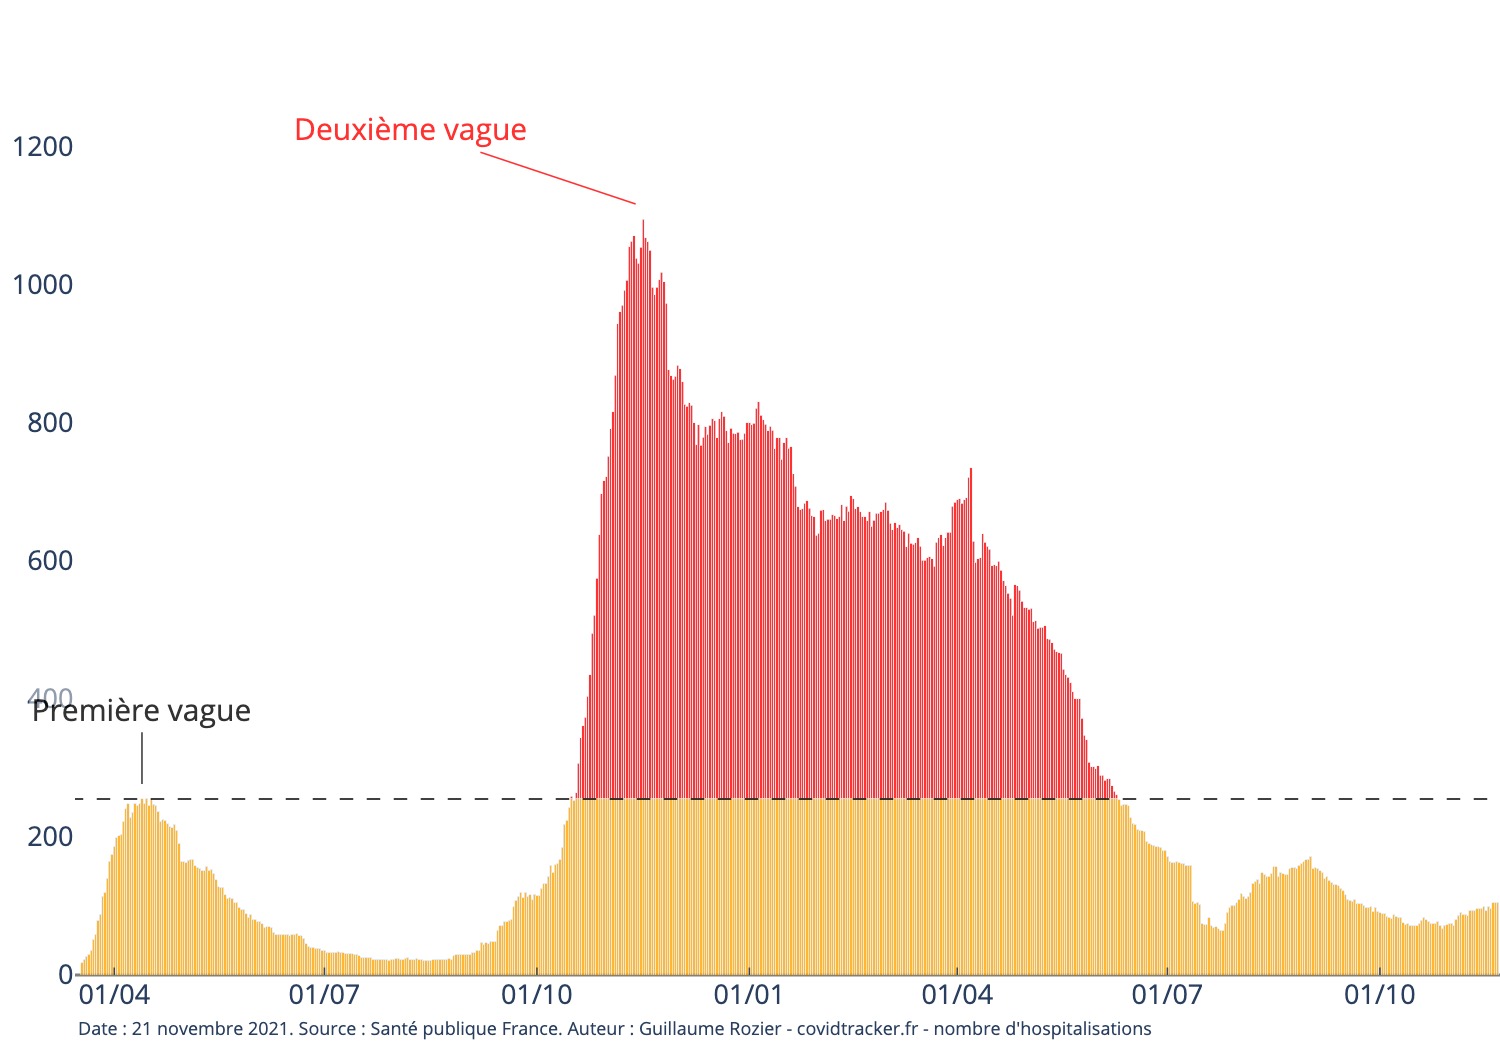 Deuxième vague
1200
1000
800
600
400
Première vague
200
0
01/04 01/07 01/10 01/01 01/04 01/07 01/10
Date : 21 novembre 2021. Source : Santé publique France. Auteur : Guillaume Rozier - covidtracker.fr - nombre d'hospitalisations